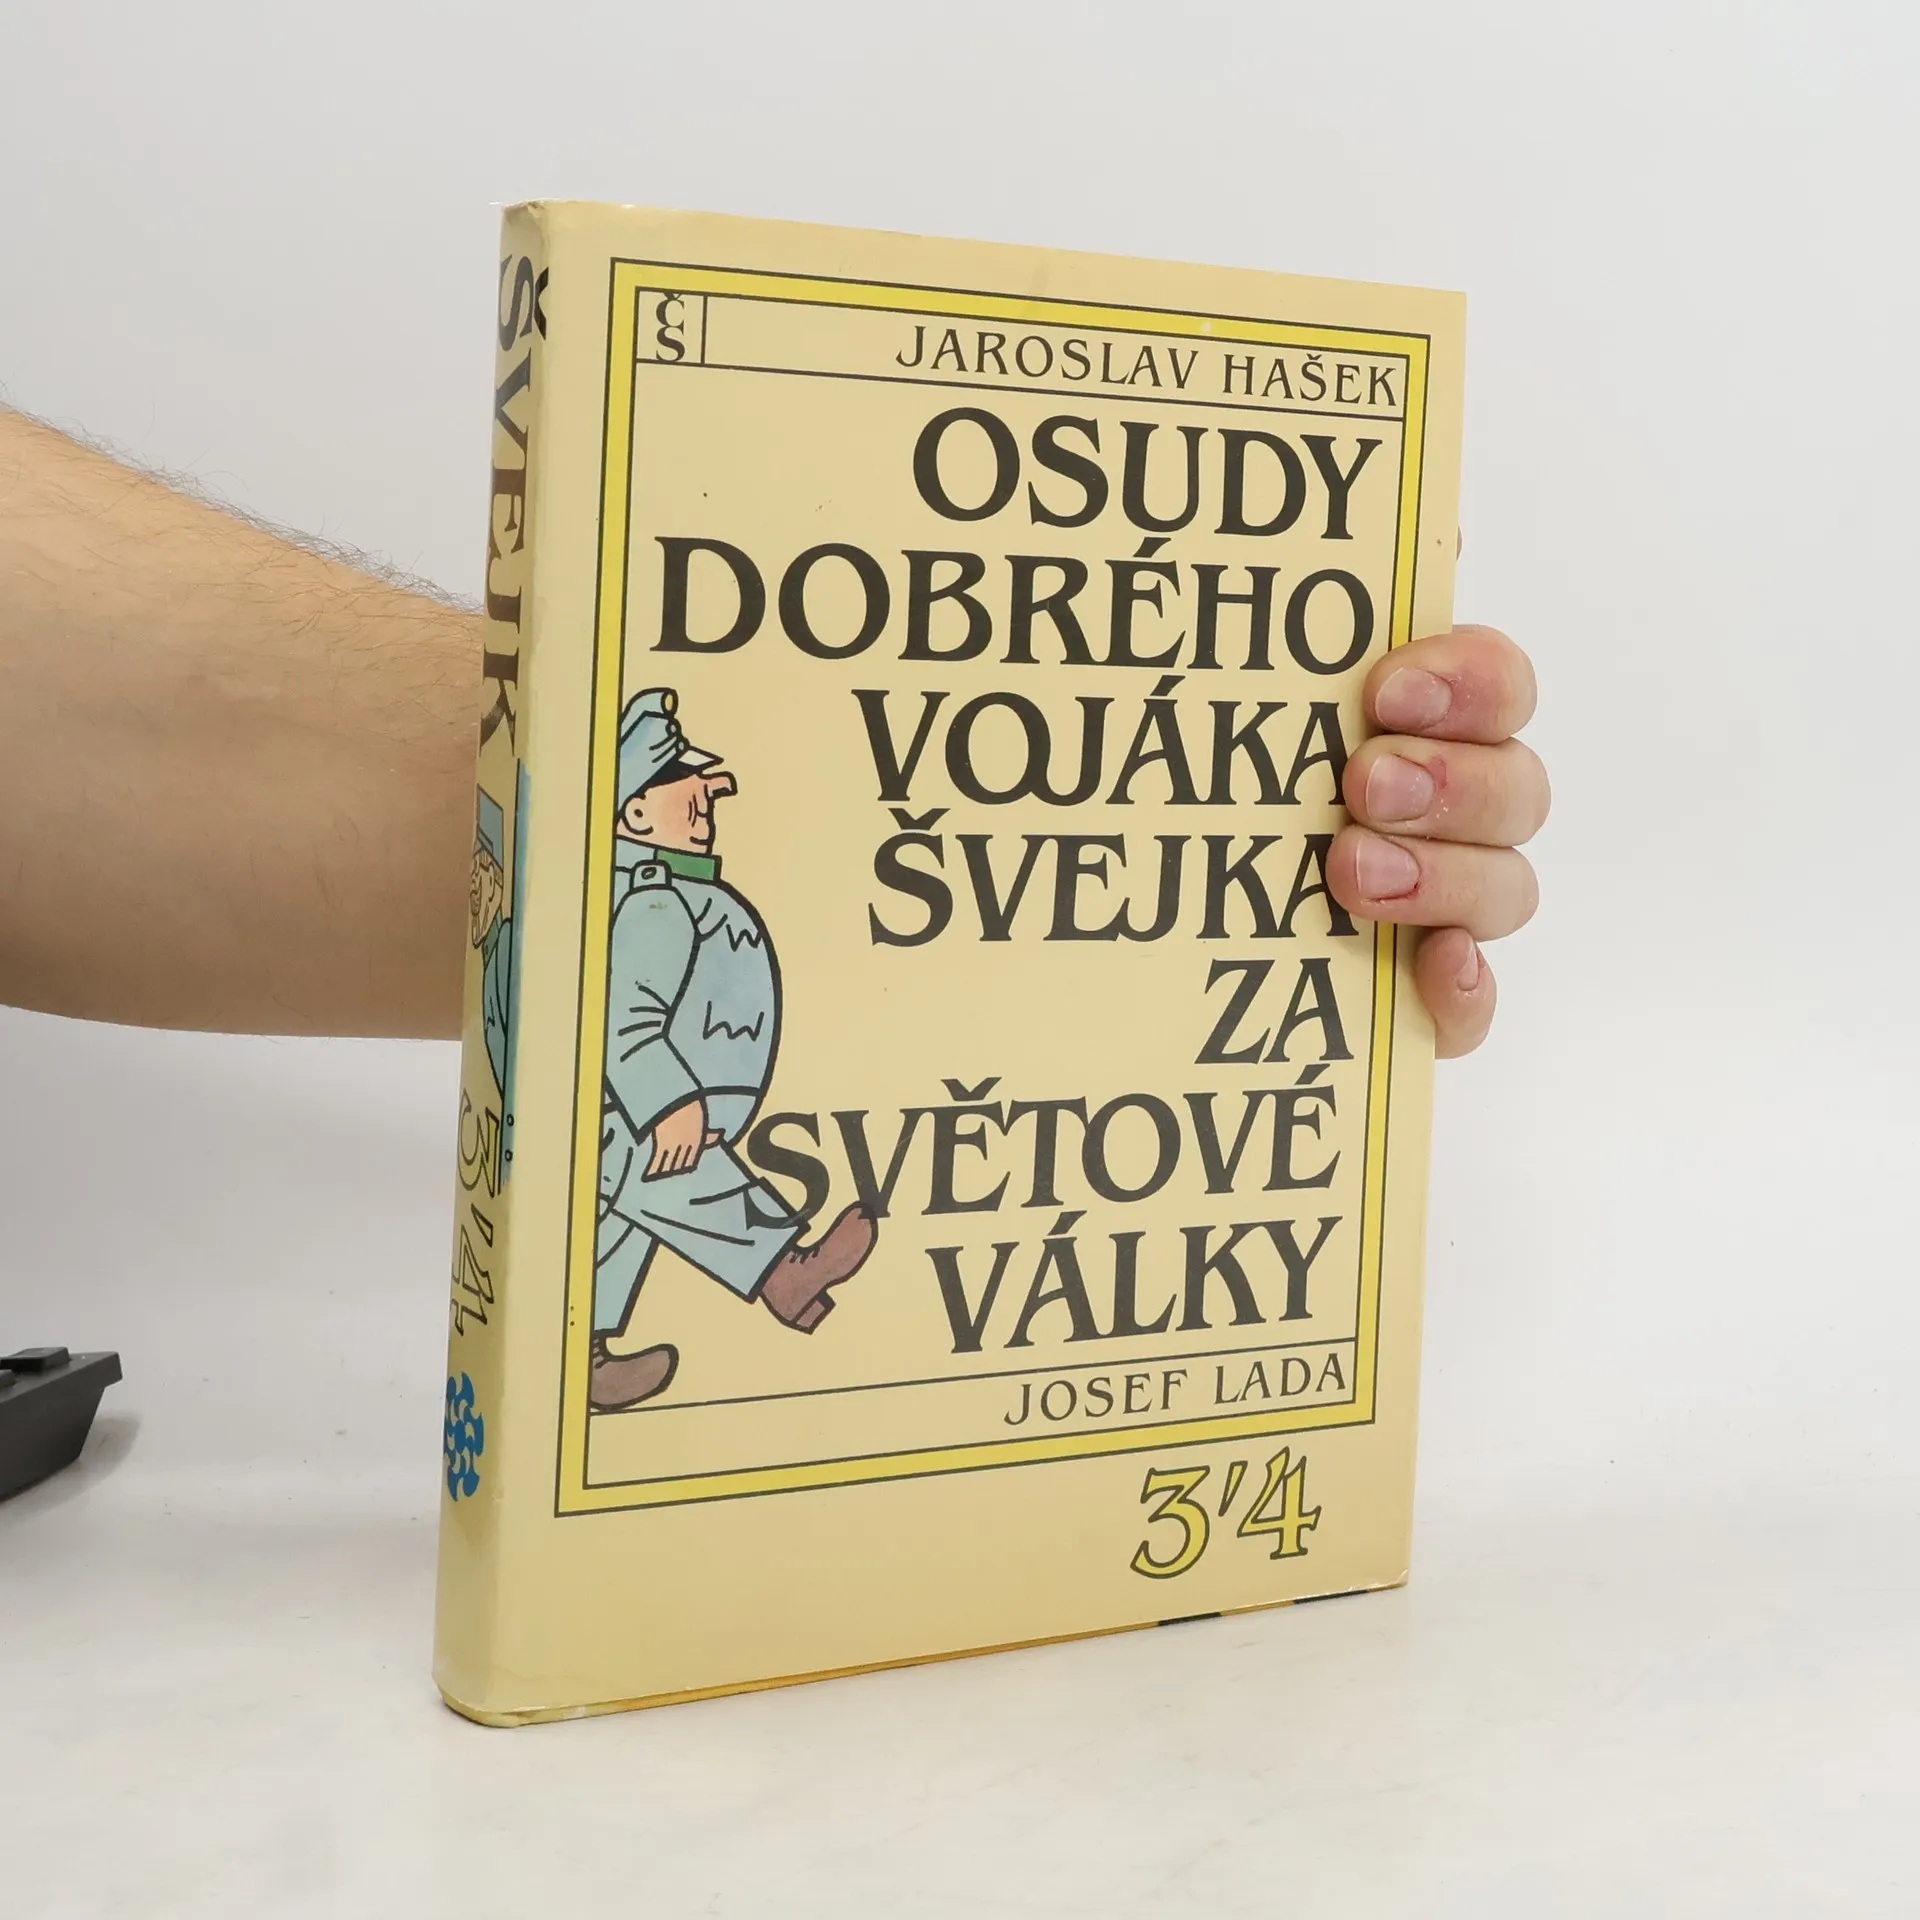 ŠVEJK 3/4
ČS
JAROSLAV HAŠEK
OSUDY
DOBRÉHO
VOJÁKA
ŠVEJKA
ZA
SVĚTOVÉ
VÁLKY
JOSEF LADA
3/4